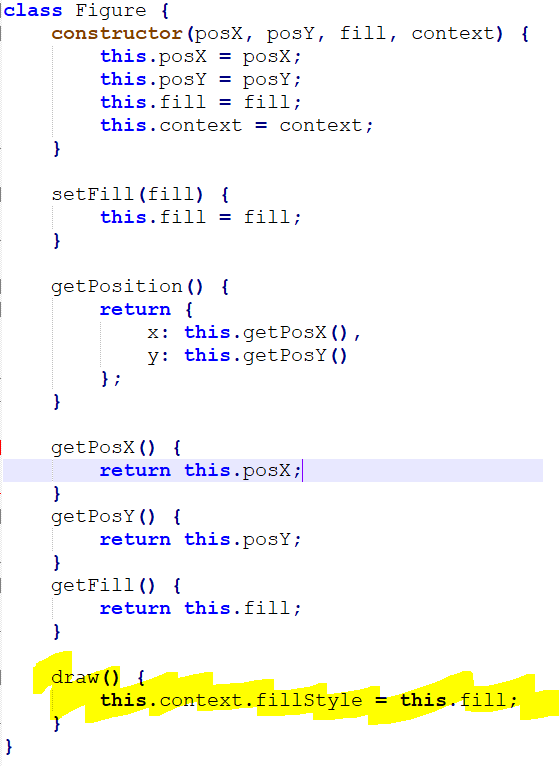 class Figure {
    constructor(posX, posY, fill, context) {
        this.posX = posX;
        this.posY = posY;
        this.fill = fill;
        this.context = context;
    }

    setFill(fill) {
        this.fill = fill;
    }

    getPosition() {
        return {
            x: this.getPosX(),
            y: this.getPosY()
        };
    }

    getPosX() {
        return this.posX;
    }
    getPosY() {
        return this.posY;
    }
    getFill() {
        return this.fill;
    }

    draw() {
        this.context.fillStyle = this.fill;
    }
}